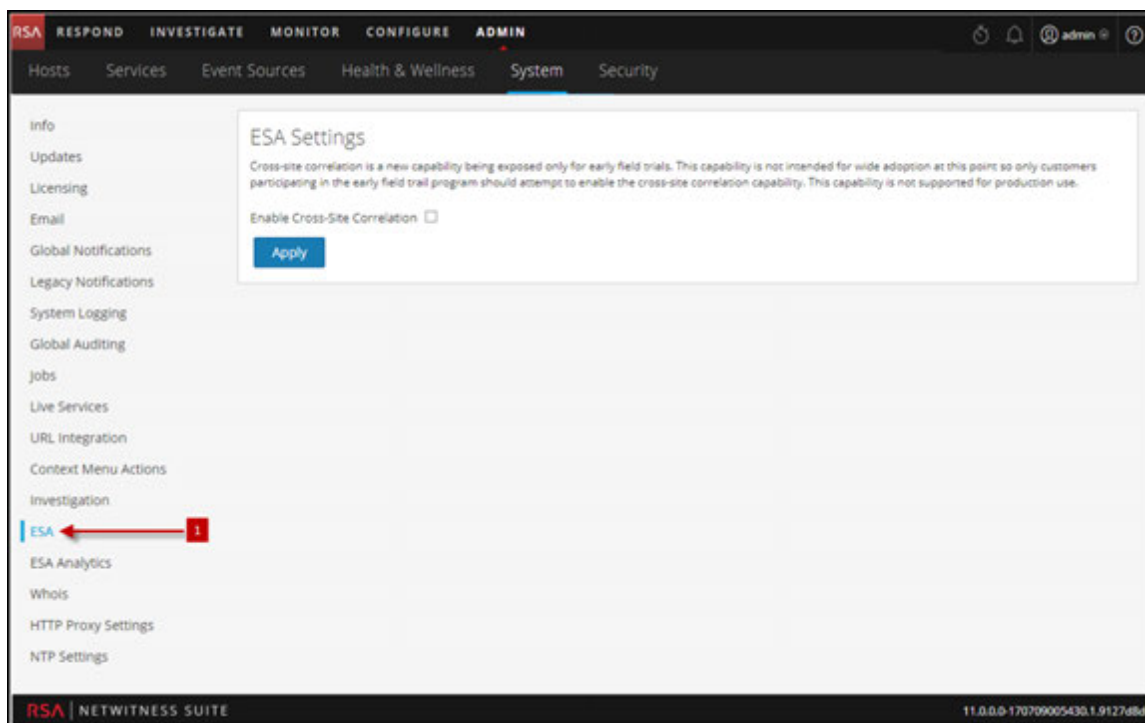 RSA RESPOND INVESTIGATE MONITOR CONFIGURE ADMIN admin
Hosts Services Event Sources Health & Wellness System Security
Info
Updates
Licensing
Email
Global Notifications
Legacy Notifications
System Logging
Global Auditing
Jobs
Live Services
URL Integration
Context Menu Actions
Investigation
ESA 1
ESA Analytics
Whois
HTTP Proxy Settings
NTP Settings
ESA Settings
Cross-site correlation is a new capability being exposed only for early field trials. This capability is not intended for wide adoption at this point so only customers
participating in the early field trail program should attempt to enable the cross-site correlation capability. This capability is not supported for production use.
Enable Cross-Site Correlation
Apply
RSA NETWITNESS SUITE 11.0.0.0-170709005430.1.9127d8d